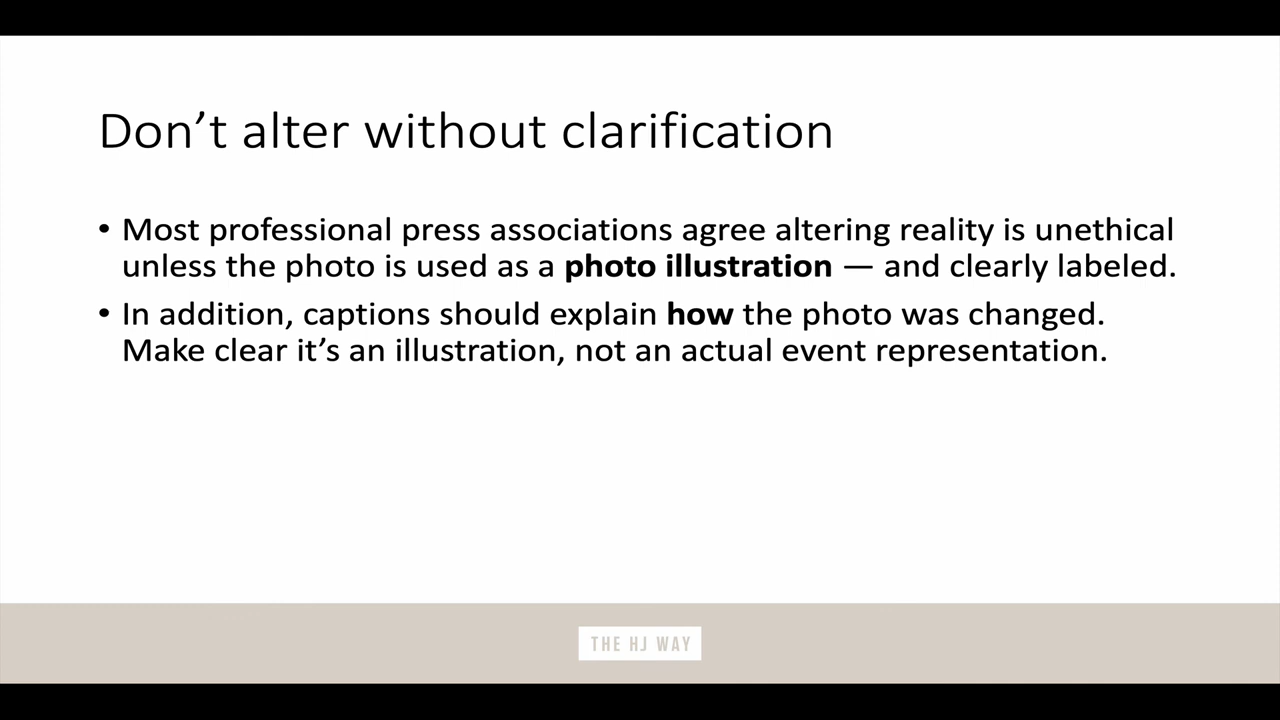 Don’t alter without clarification
• Most professional press associations agree altering reality is unethical
unless the photo is used as a photo illustration — and clearly labeled.
• In addition, captions should explain how the photo was changed.
Make clear it’s an illustration, not an actual event representation.
THE HJ WAY